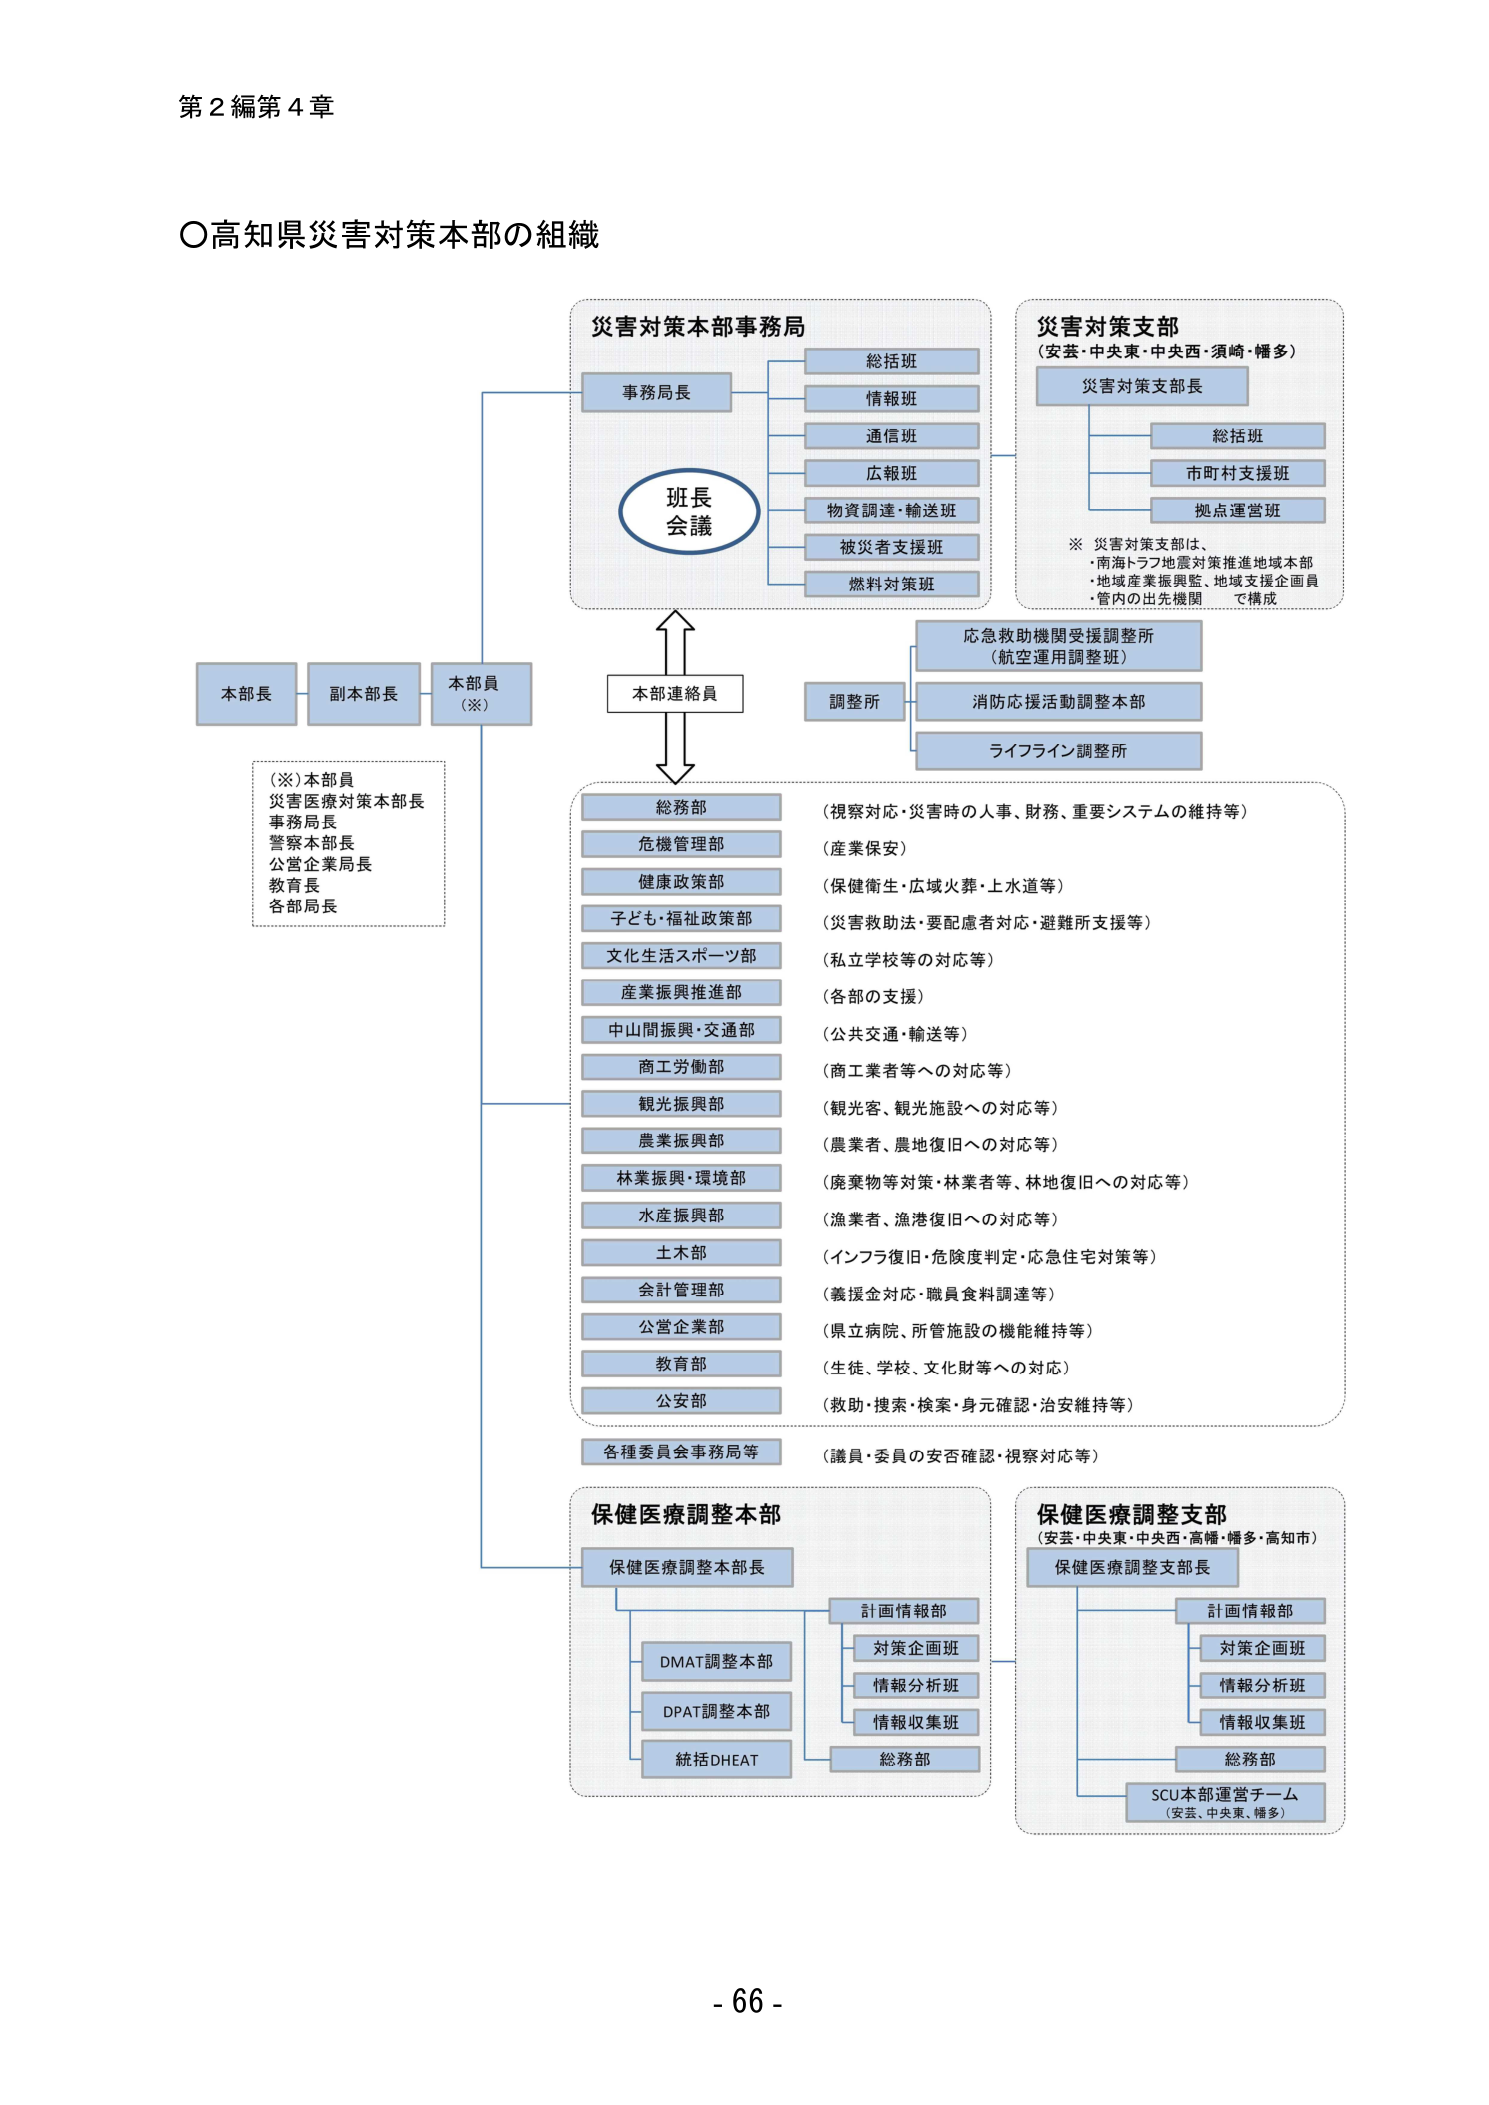 第２編第４章
〇高知県災害対策本部の組織
災害対策本部事務局
事務局長
総括班
情報班
通信班
広報班
物資調達・輸送班
被災者支援班
燃料対策班
班長
会議
災害対策支部
（安芸・中央東・中央西・須崎・幡多）
災害対策支部長
総括班
市町村支援班
拠点運営班
※ 災害対策支部は、
・南海トラフ地震対策推進地域本部
・地域産業振興監、地域支援企画員
・管内の出先機関　　で構成
本部長
副本部長
本部員
（※）
本部連絡員
調整所
応急救助機関受援調整所
（航空運用調整班）
消防応援活動調整本部
ライフライン調整所
（※）本部員
災害医療対策本部長
事務局長
警察本部長
公営企業局長
教育長
各部局長
総務部 （視察対応・災害時の人事、財務、重要システムの維持等）
危機管理部 （産業保安）
健康政策部 （保健衛生・広域火葬・上水道等）
子ども・福祉政策部 （災害救助法・要配慮者対応・避難所支援等）
文化生活スポーツ部 （私立学校等の対応等）
産業振興推進部 （各部の支援）
中山間振興・交通部 （公共交通・輸送等）
商工労働部 （商工業者等への対応等）
観光振興部 （観光客、観光施設への対応等）
農業振興部 （農業者、農地復旧への対応等）
林業振興・環境部 （廃棄物等対策・林業者等、林地復旧への対応等）
水産振興部 （漁業者、漁港復旧への対応等）
土木部 （インフラ復旧・危険度判定・応急住宅対策等）
会計管理部 （義援金対応・職員食料調達等）
公営企業部 （県立病院、所管施設の機能維持等）
教育部 （生徒、学校、文化財等への対応）
公安部 （救助・捜索・検案・身元確認・治安維持等）
各種委員会事務局等 （議員・委員の安否確認・視察対応等）
保健医療調整本部
保健医療調整本部長
計画情報部
対策企画班
情報分析班
情報収集班
総務部
DMAT調整本部
DPAT調整本部
統括DHEAT
保健医療調整支部
（安芸・中央東・中央西・高幡・幡多・高知市）
保健医療調整支部長
計画情報部
対策企画班
情報分析班
情報収集班
総務部
SCU本部運営チーム
（安芸、中央東、幡多）
- 66 -